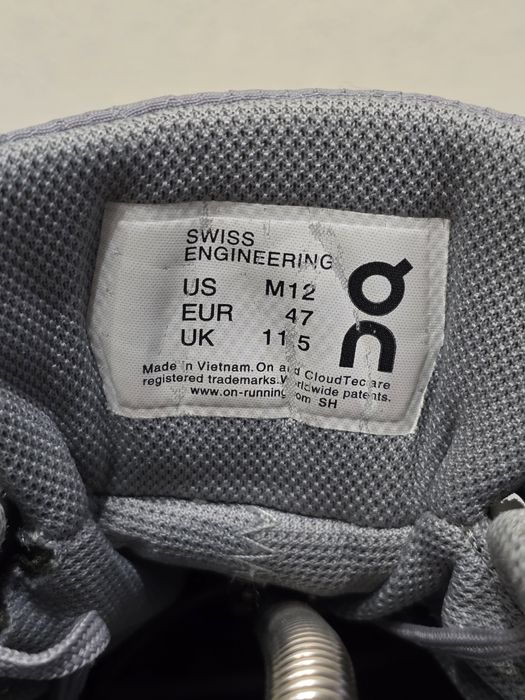 SWISS
ENGINEERING
US M12
EUR 47
UK 11 5
On
Made in Vietnam. On and CloudTec are
registered trademarks. Worldwide patents.
www.on-running.com SH